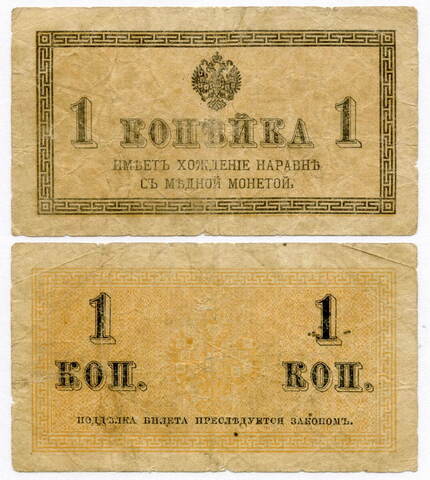 1 КОПѢЙКА 1
ИМѢЕТЪ ХОЖДЕНІЕ НАРАВНѢ
СЪ МѢДНОЙ МОНЕТОЙ.
1 1
КОП. КОП.
ПОДДѢЛКА БИЛЕТА ПРЕСЛѢДУЕТСЯ ЗАКОНОМЪ.